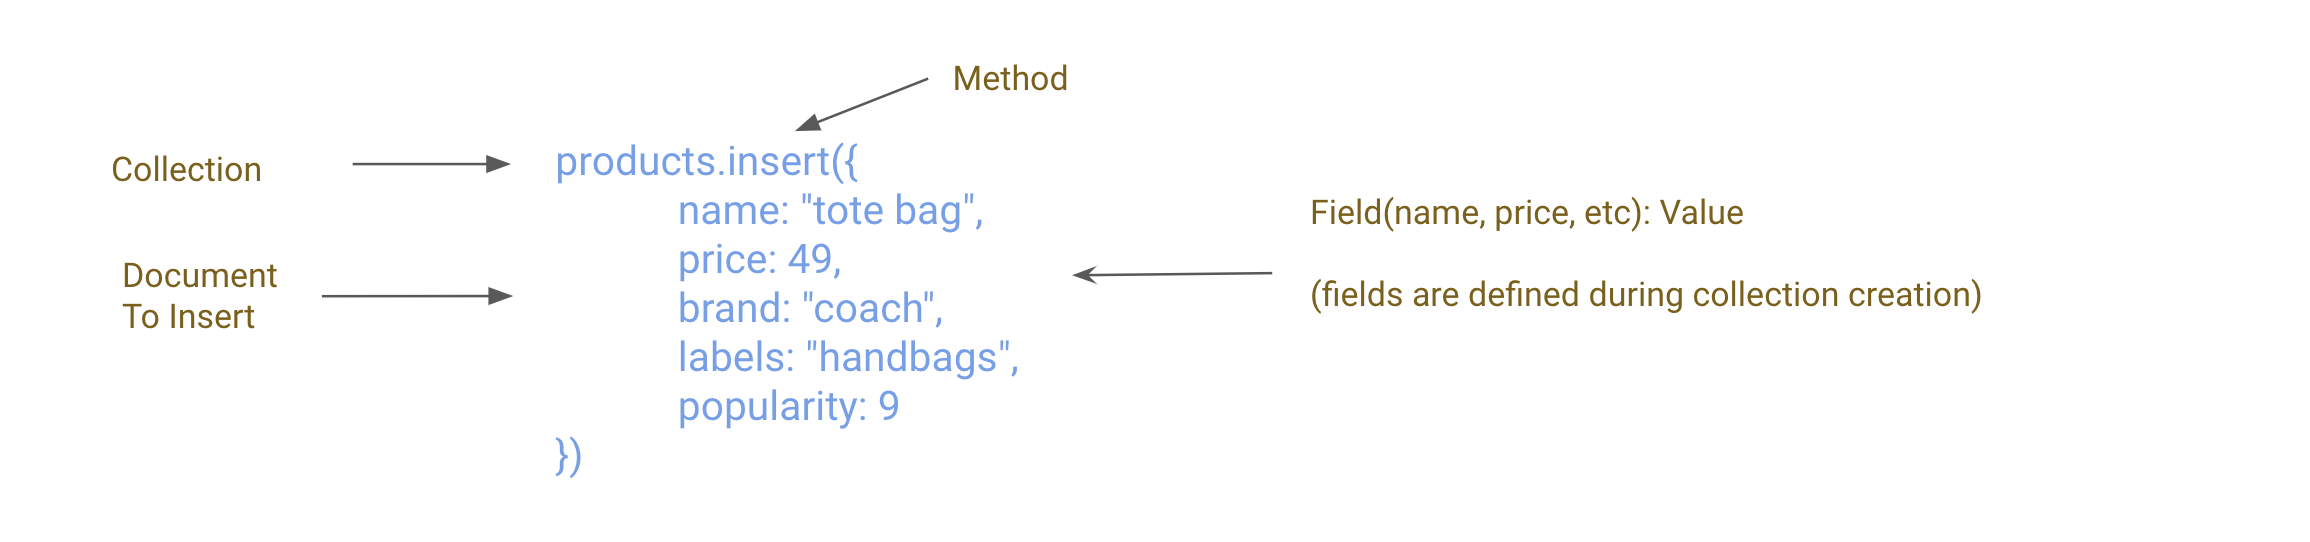 Method
Collection
products.insert({
name: "tote bag",
price: 49,
brand: "coach",
labels: "handbags",
popularity: 9
})
Document
To Insert
Field(name, price, etc): Value
(fields are defined during collection creation)